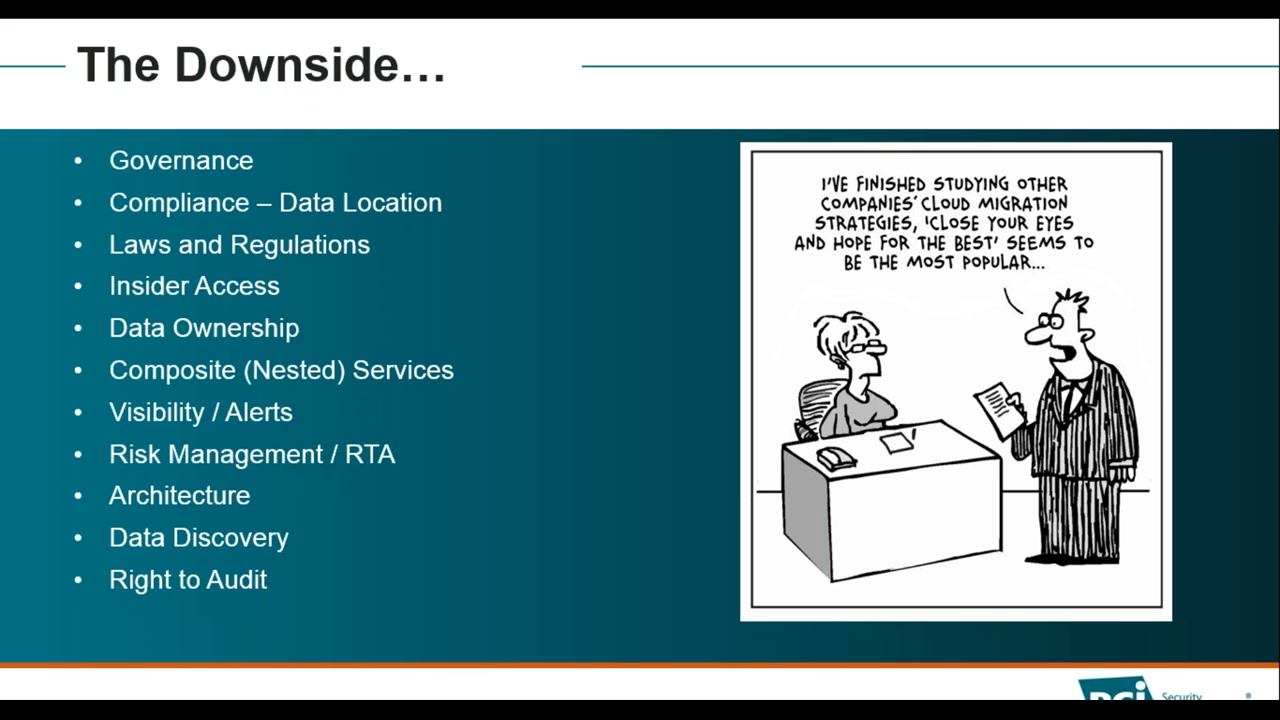 The Downside…
• Governance
• Compliance – Data Location
• Laws and Regulations
• Insider Access
• Data Ownership
• Composite (Nested) Services
• Visibility / Alerts
• Risk Management / RTA
• Architecture
• Data Discovery
• Right to Audit
I'VE FINISHED STUDYING OTHER
COMPANIES' CLOUD MIGRATION
STRATEGIES, 'CLOSE YOUR EYES
AND HOPE FOR THE BEST' SEEMS TO
BE THE MOST POPULAR...
PCi Security ®